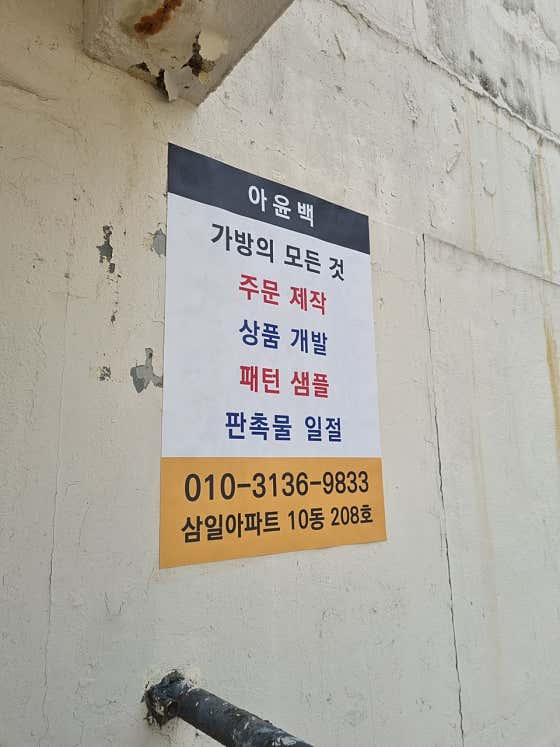 아윤백
가방의 모든 것
주문 제작
상품 개발
패턴 샘플
판촉물 일절
010-3136-9833
삼일아파트 10동 208호